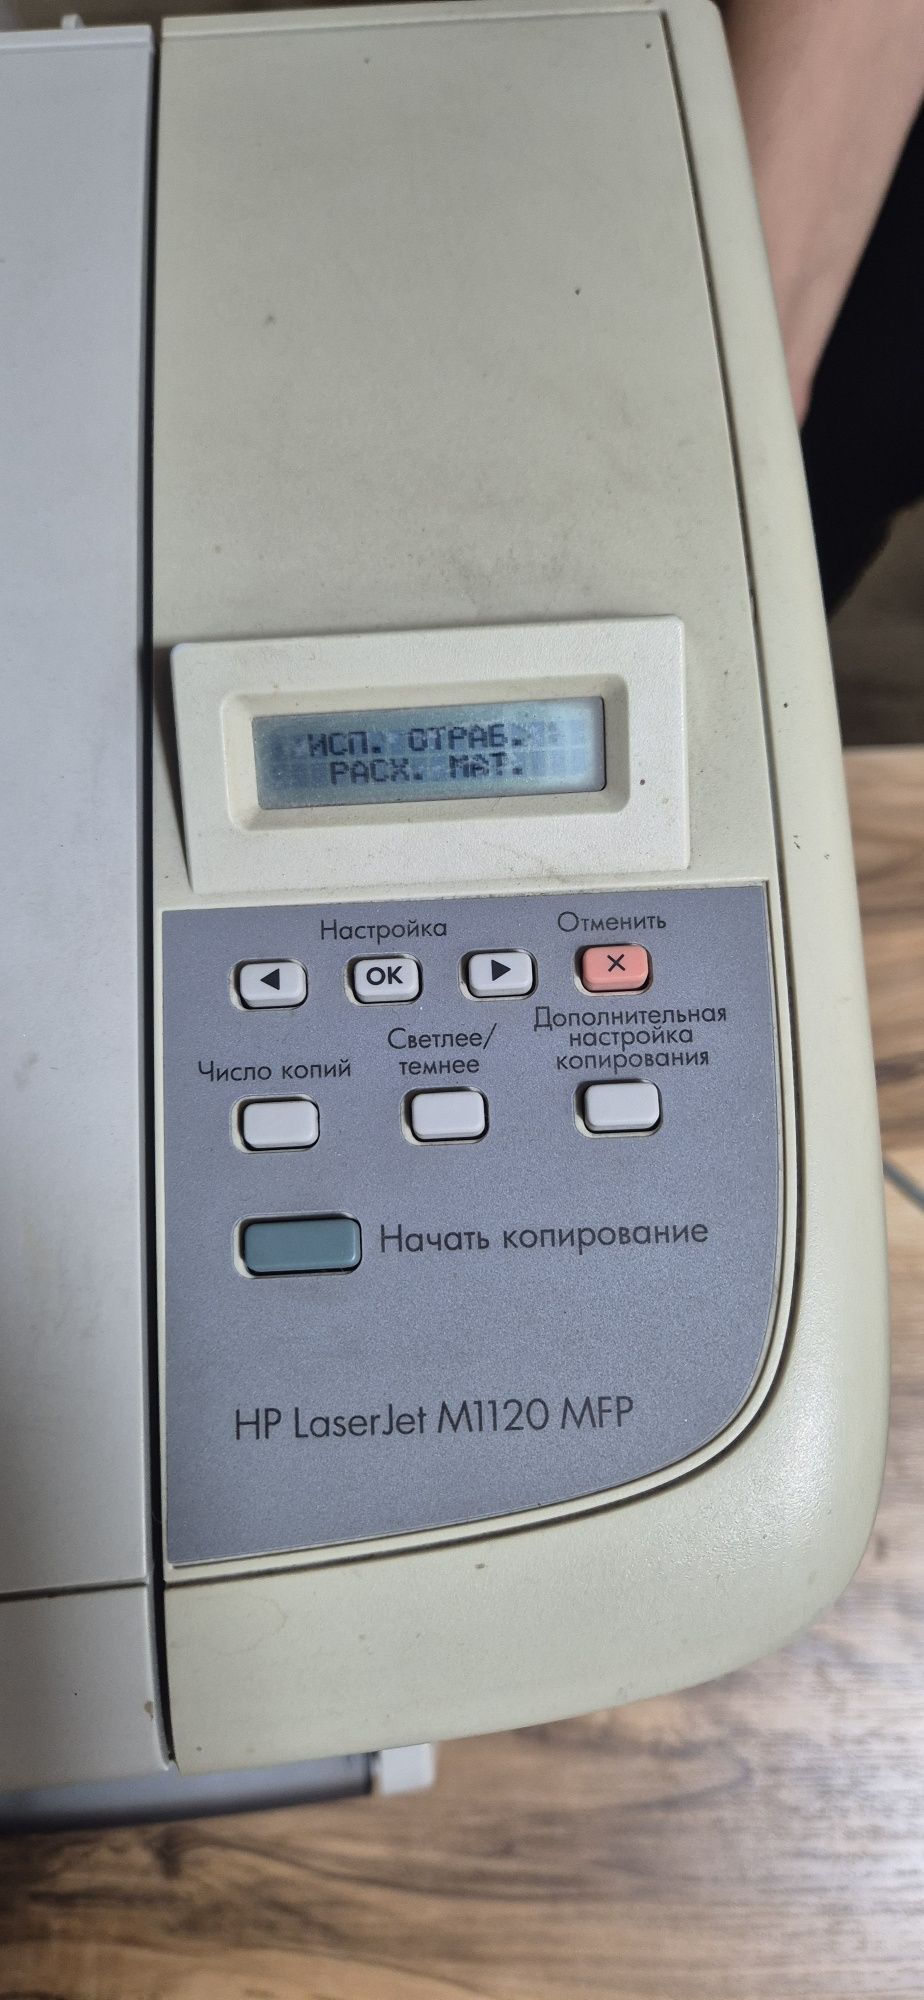 ИСП. ОТРАБ.
РАСХ. МАТ.
Настройка
Отменить
OK
Число копий
Светлее/
темнее
Дополнительная
настройка
копирования
Начать копирование
HP LaserJet M1120 MFP